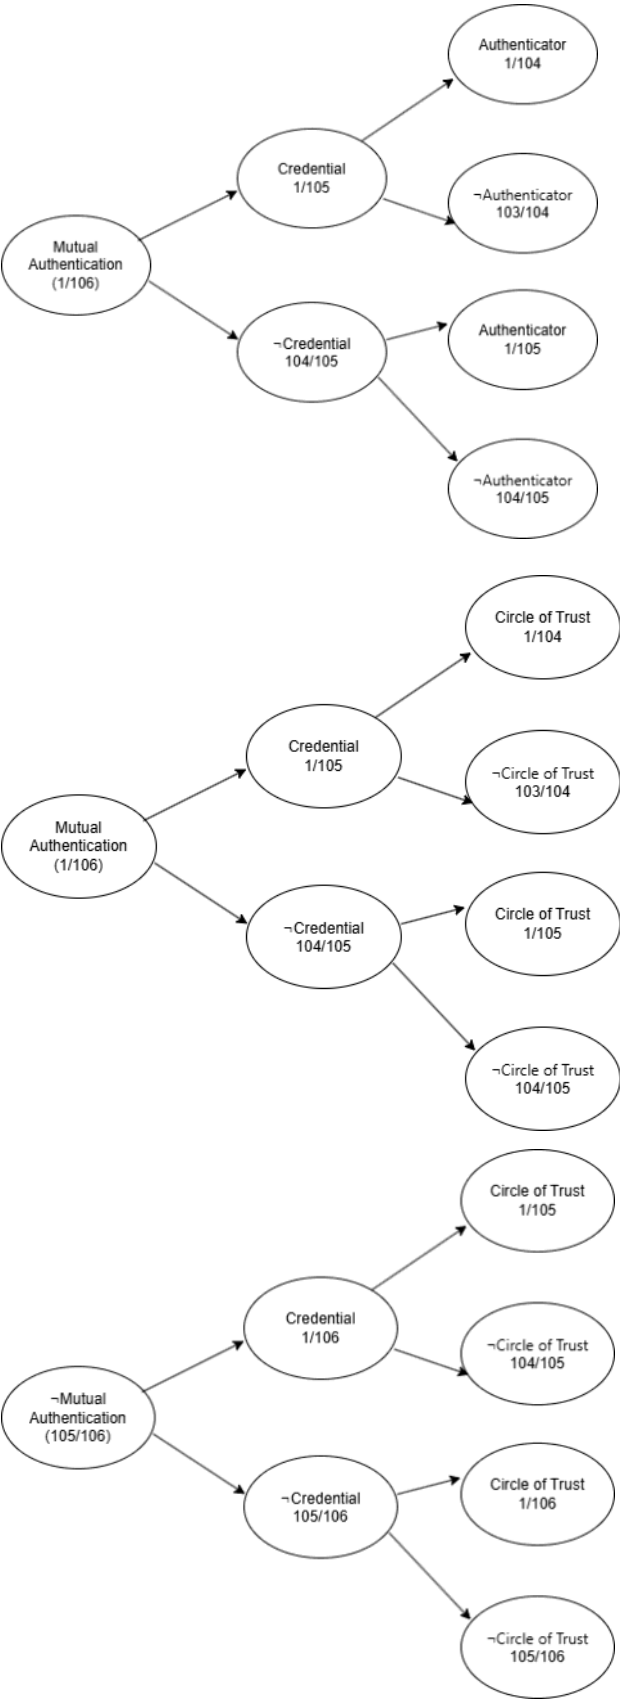 Authenticator
1/104
Credential
1/105
¬Authenticator
103/104
Mutual
Authentication
(1/106)
Authenticator
1/105
¬Credential
104/105
¬Authenticator
104/105
Circle of Trust
1/104
Credential
1/105
¬Circle of Trust
103/104
Mutual
Authentication
(1/106)
Circle of Trust
1/105
¬Credential
104/105
¬Circle of Trust
104/105
Circle of Trust
1/105
Credential
1/106
¬Circle of Trust
104/105
¬Mutual
Authentication
(105/106)
Circle of Trust
1/106
¬Credential
105/106
¬Circle of Trust
105/106